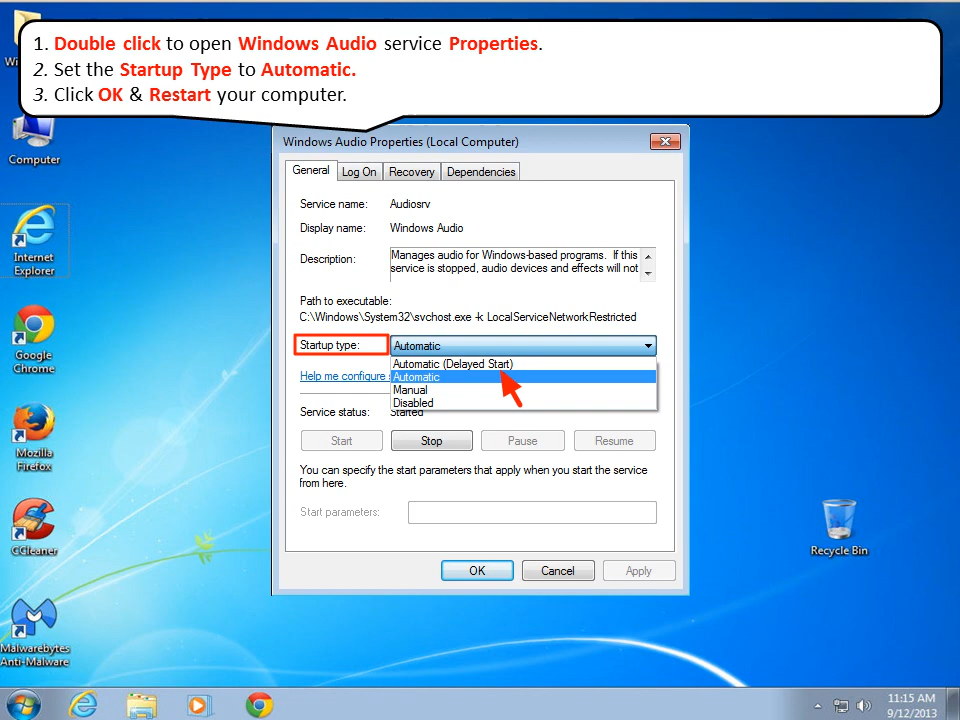 1. Double click to open Windows Audio service Properties.
2. Set the Startup Type to Automatic.
3. Click OK & Restart your computer.
Wi
Computer
Internet
Explorer
Google
Chrome
Mozilla
Firefox
CCleaner
Malwarebytes
Anti-Malware
Windows Audio Properties (Local Computer)
General
Log On
Recovery
Dependencies
Service name: Audiosrv
Display name: Windows Audio
Description: Manages audio for Windows-based programs. If this
service is stopped, audio devices and effects will not
Path to executable:
C:\Windows\System32\svchost.exe -k LocalServiceNetworkRestricted
Startup type: Automatic
Automatic (Delayed Start)
Help me configure s
Automatic
Manual
Disabled
Service status: Started
Start
Stop
Pause
Resume
You can specify the start parameters that apply when you start the service
from here.
Start parameters:
OK
Cancel
Apply
Recycle Bin
11:15 AM
9/12/2013